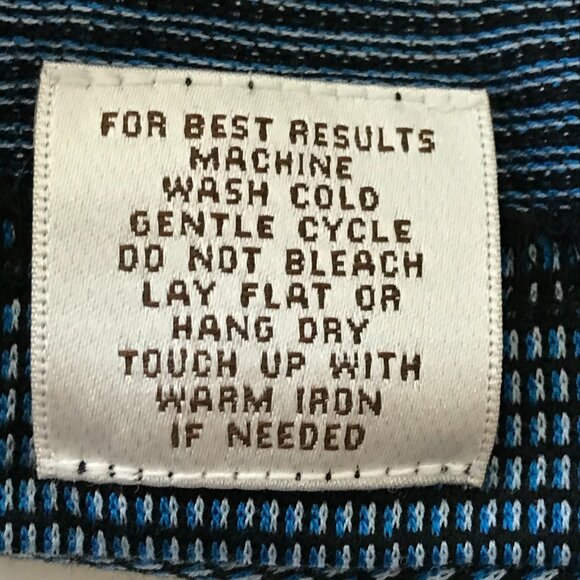 FOR BEST RESULTS
MACHINE
WASH COLD
GENTLE CYCLE
DO NOT BLEACH
LAY FLAT OR
HANG DRY
TOUCH UP WITH
WARM IRON
IF NEEDED